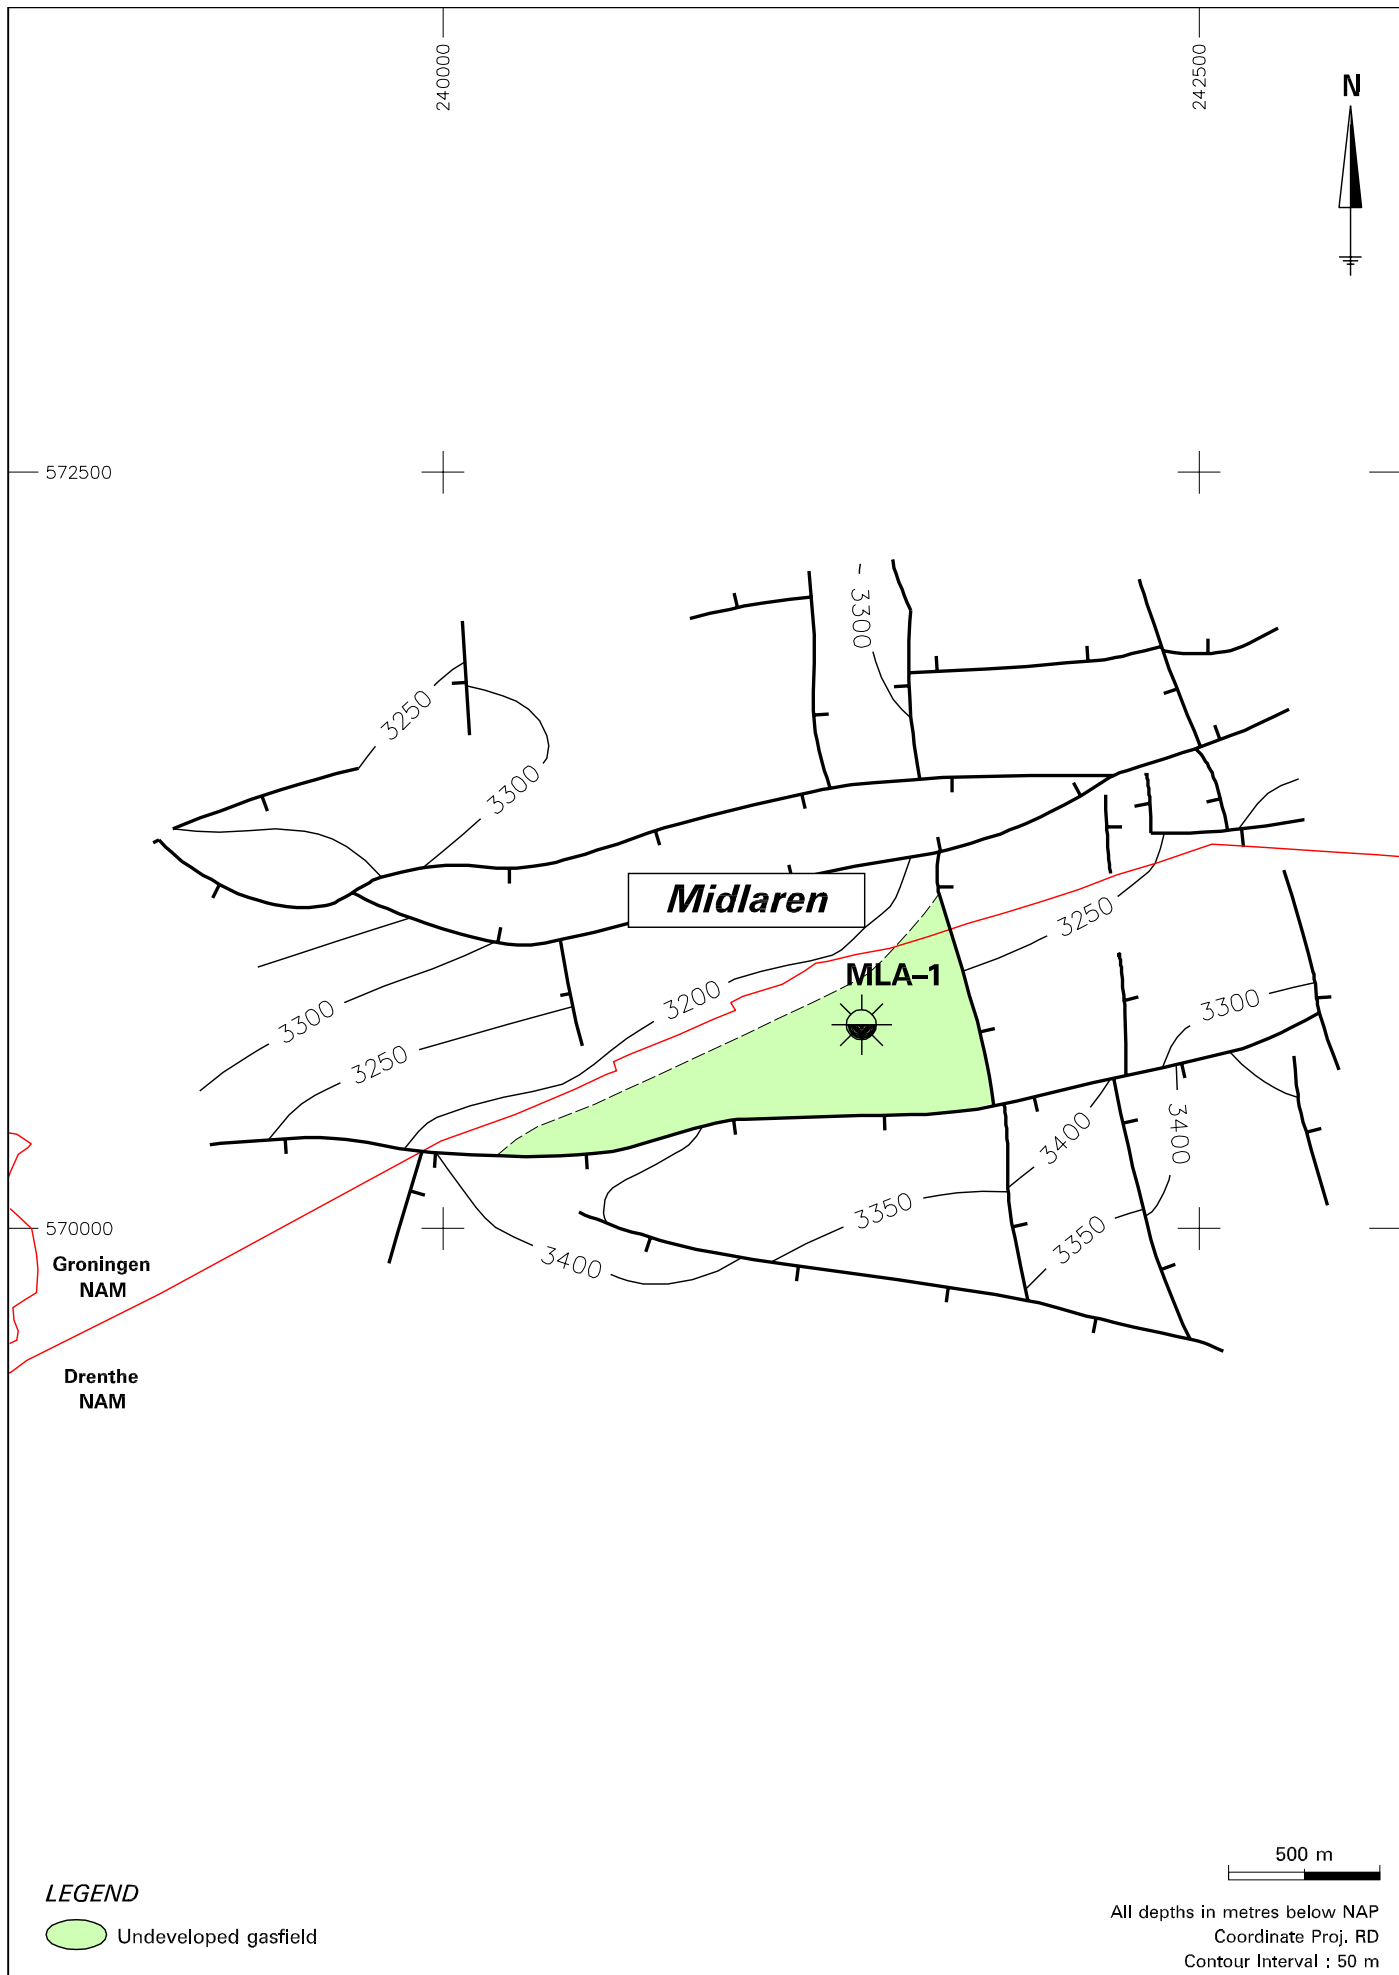 240000
242500
N
572500
3300
3250
3300
Midlaren
3250
MLA–1
3200
3300
3300
3250
3400
3400
3350
3350
3400
570000
Groningen
NAM
Drenthe
NAM
500 m
LEGEND
Undeveloped gasfield
All depths in metres below NAP
Coordinate Proj. RD
Contour Interval : 50 m